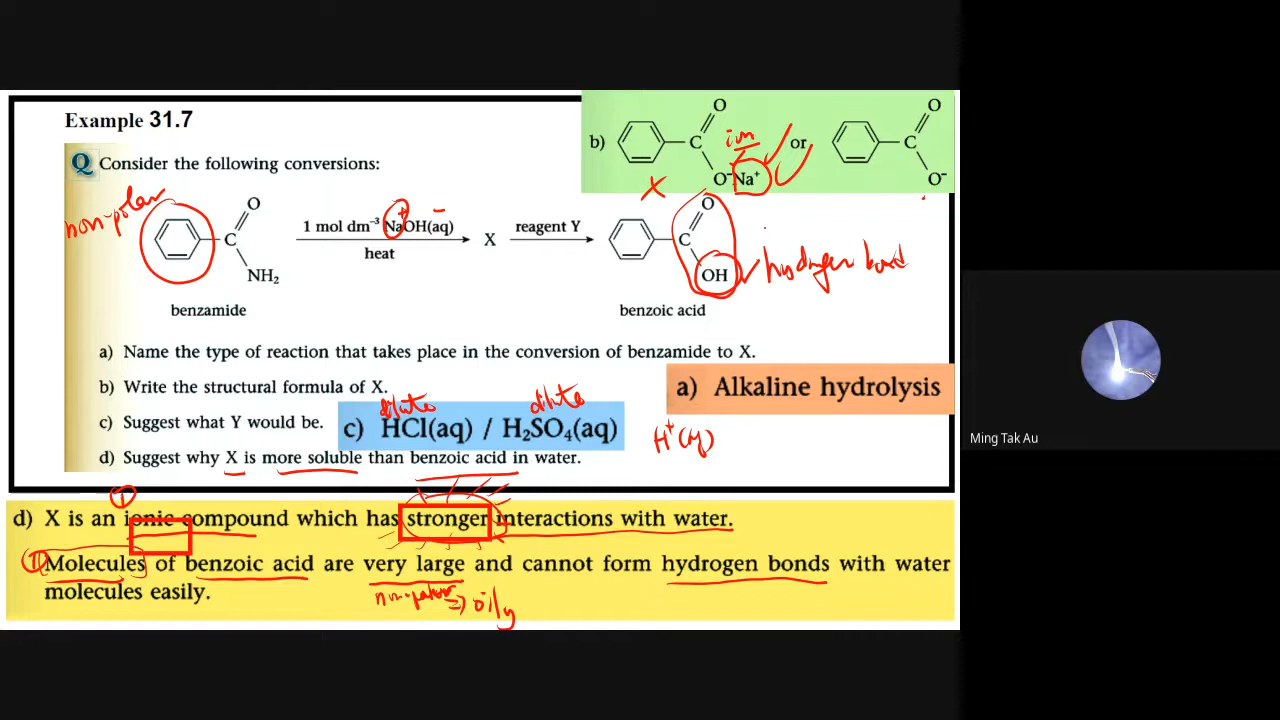 Example 31.7
b)
O
C
O⁻Na⁺
ion
or
O
C
O⁻
Q Consider the following conversions:
non-polar
O
C
NH₂
benzamide
1 mol dm⁻³ NaOH(aq)
+ −
heat
X
reagent Y
O
C
OH
hydrogen bond
benzoic acid
a) Name the type of reaction that takes place in the conversion of benzamide to X.
b) Write the structural formula of X.
a) Alkaline hydrolysis
c) Suggest what Y would be.
dilute dilute
c) HCl(aq) / H₂SO₄(aq)
H⁺(aq)
d) Suggest why X is more soluble than benzoic acid in water.
①
d) X is an ionic compound which has stronger interactions with water.
①
Molecules of benzoic acid are very large and cannot form hydrogen bonds with water
molecules easily.
non-polar => oily
Ming Tak Au